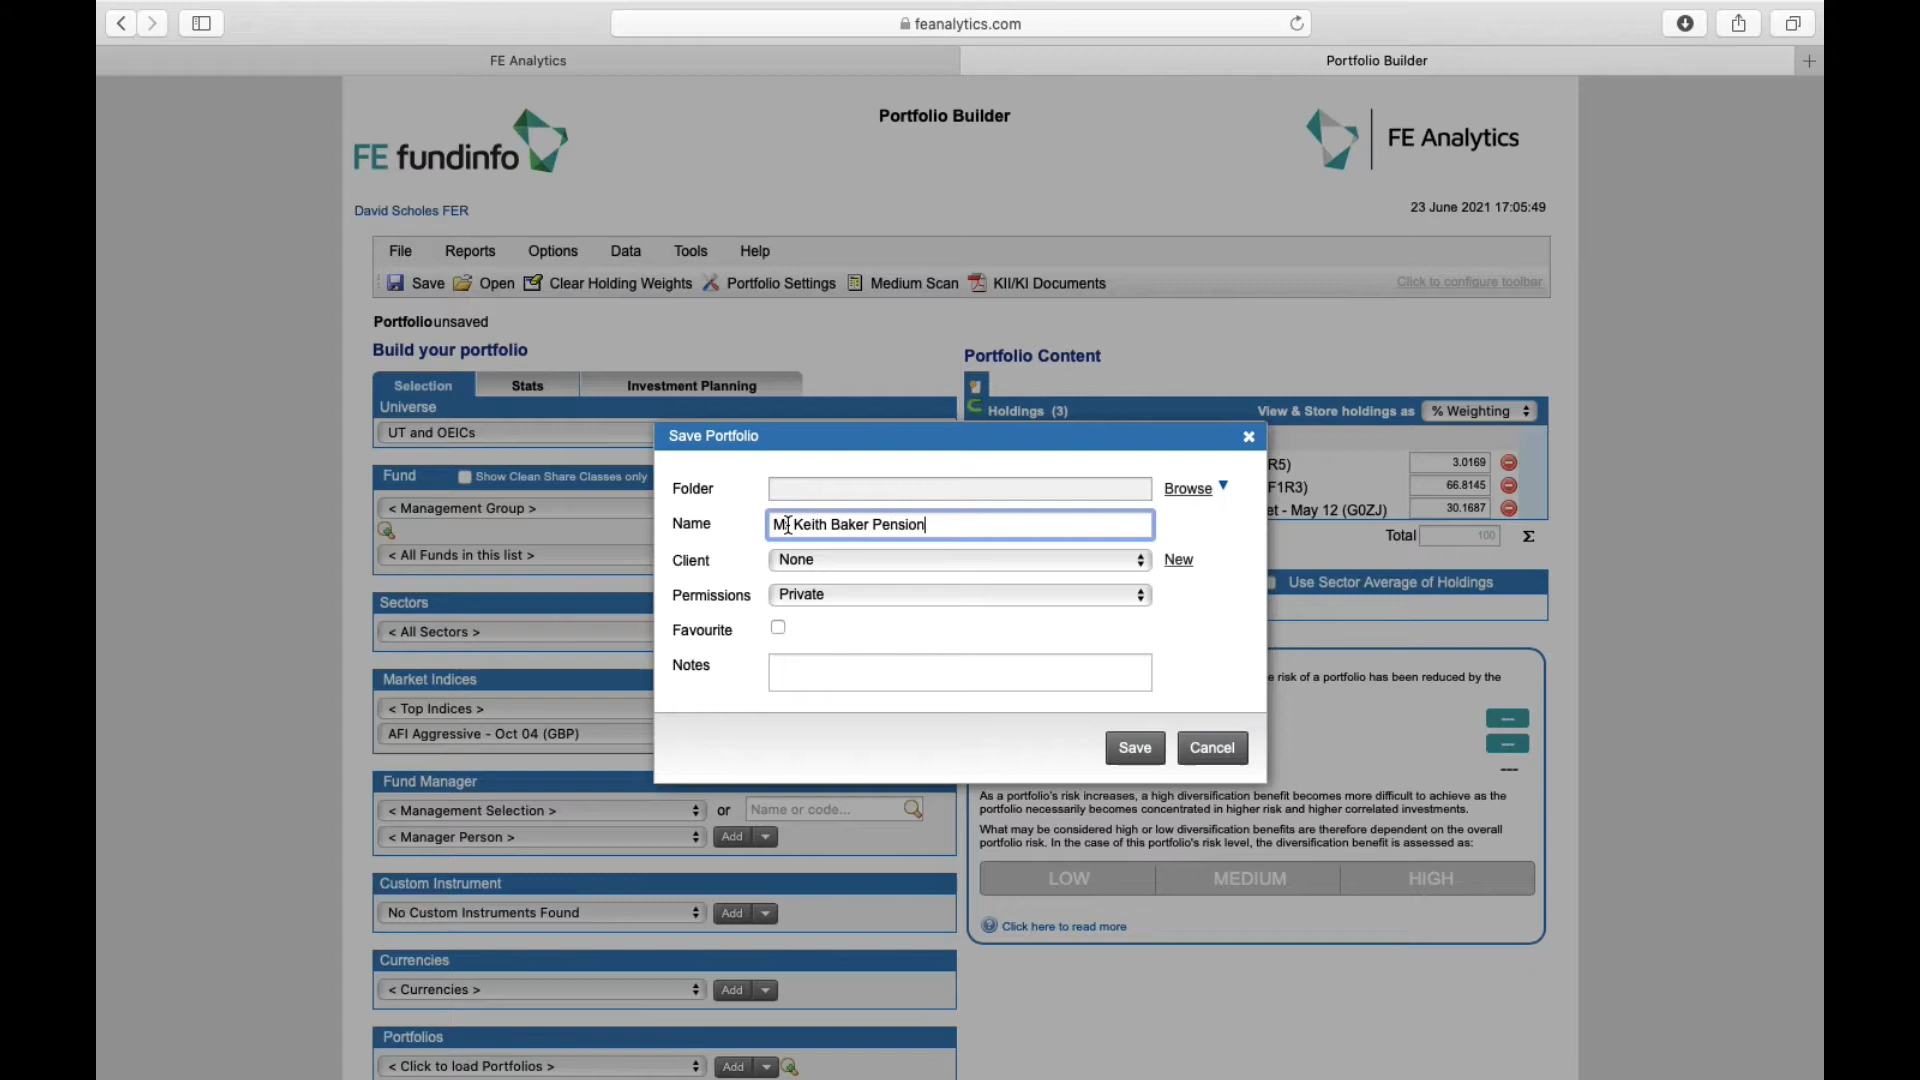 feanalytics.com
FE Analytics
Portfolio Builder
Portfolio Builder
FE fundinfo
FE Analytics
David Scholes FER
23 June 2021 17:05:49
File Reports Options Data Tools Help
Save Open Clear Holding Weights Portfolio Settings Medium Scan KII/KI Documents
Click to configure toolbar
Portfolio unsaved
Build your portfolio
Portfolio Content
Selection Stats Investment Planning
Universe
Holdings (3)
View & Store holdings as % Weighting
UT and OEICs
Save Portfolio
R5) 3.0169
Fund Show Clean Share Classes only
Folder Browse
F1R3) 66.8145
< Management Group >
et - May 12 (G0ZJ) 30.1687
Name Mr Keith Baker Pension
Total 100 Σ
< All Funds in this list >
Client None New
Use Sector Average of Holdings
Sectors
Permissions Private
< All Sectors >
Favourite
Notes
Market Indices
e risk of a portfolio has been reduced by the
< Top Indices >
---
AFI Aggressive - Oct 04 (GBP)
---
Save Cancel
---
Fund Manager
As a portfolio's risk increases, a high diversification benefit becomes more difficult to achieve as the
portfolio necessarily becomes concentrated in higher risk and higher correlated investments.
< Management Selection > or Name or code...
What may be considered high or low diversification benefits are therefore dependent on the overall
portfolio risk. In the case of this portfolio's risk level, the diversification benefit is assessed as:
< Manager Person > Add
LOW MEDIUM HIGH
Custom Instrument
No Custom Instruments Found Add
Click here to read more
Currencies
< Currencies > Add
Portfolios
< Click to load Portfolios > Add